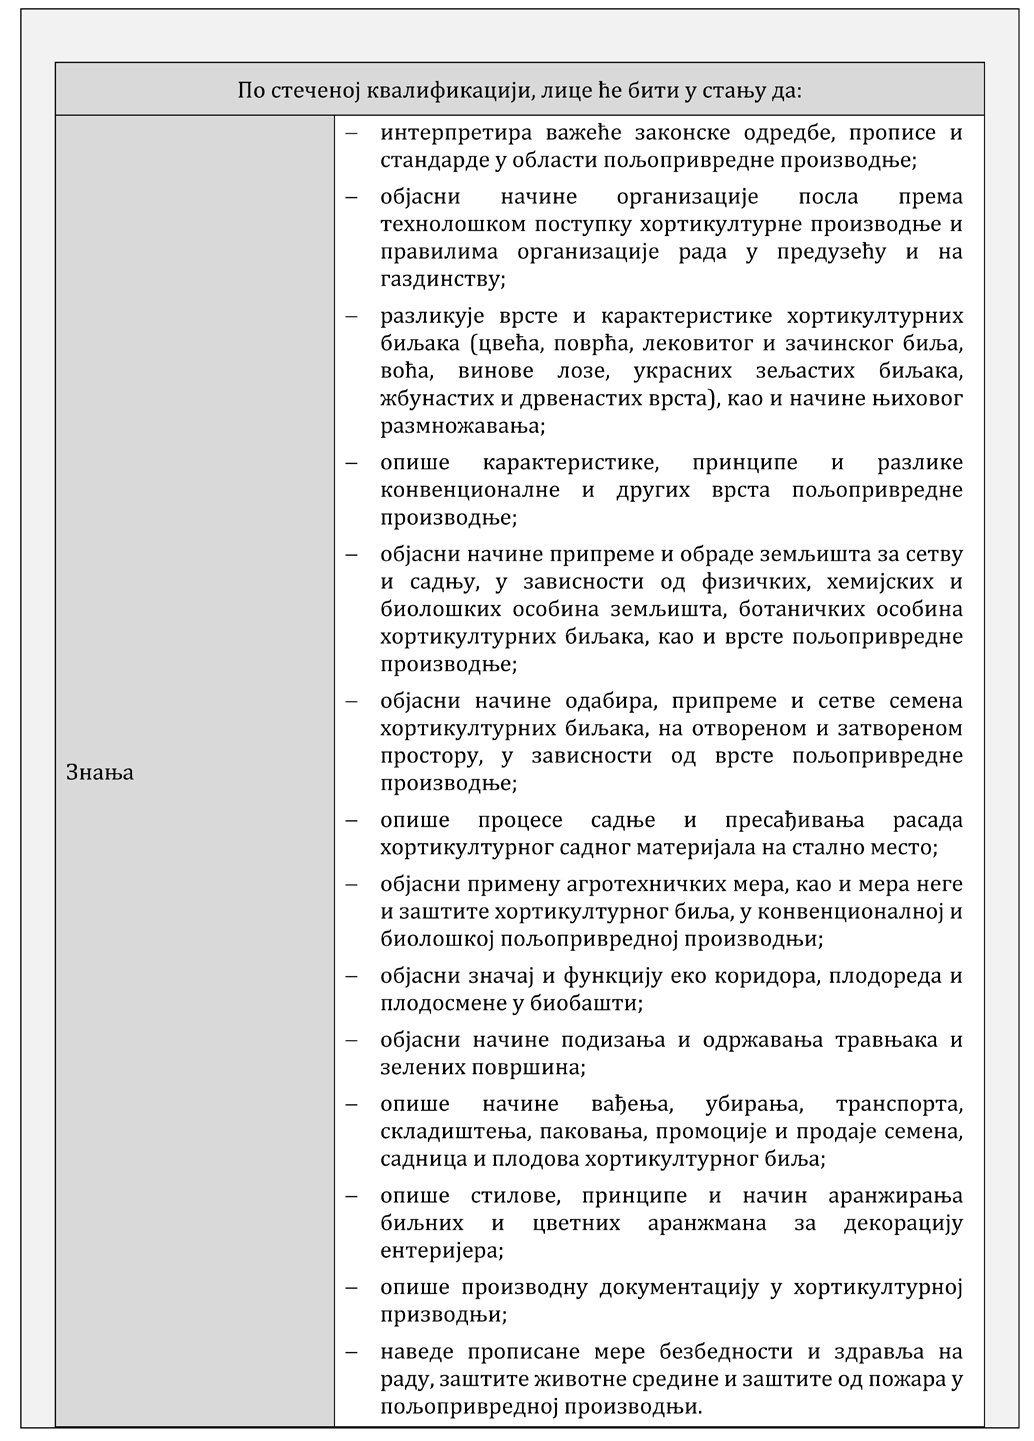 По стеченој квалификацији, лице ће бити у стању да:
Знања
– интерпретира важеће законске одредбе, прописе и
стандарде у области пољопривредне производње;
– објасни начине организације посла према
технолошком поступку хортикултурне производње и
правилима организације рада у предузећу и на
газдинству;
– разликује врсте и карактеристике хортикултурних
биљака (цвећа, поврћа, лековитог и зачинског биља,
воћа, винове лозе, украсних зељастих биљака,
жбунастих и дрвенастих врста), као и начине њиховог
размножавања;
– опише карактеристике, принципе и разлике
конвенционалне и других врста пољопривредне
производње;
– објасни начине припреме и обраде земљишта за сетву
и садњу, у зависности од физичких, хемијских и
биолошких особина земљишта, ботаничких особина
хортикултурних биљака, као и врсте пољопривредне
производње;
– објасни начине одабира, припреме и сетве семена
хортикултурних биљака, на отвореном и затвореном
простору, у зависности од врсте пољопривредне
производње;
– опише процесе садње и пресађивања расада
хортикултурног садног материјала на стално место;
– објасни примену агротехничких мера, као и мера неге
и заштите хортикултурног биља, у конвенционалној и
биолошкој пољопривредној производњи;
– објасни значај и функцију еко коридора, плодореда и
плодосмене у биобашти;
– објасни начине подизања и одржавања травњака и
зелених површина;
– опише начине вађења, убирања, транспорта,
складиштења, паковања, промоције и продаје семена,
садница и плодова хортикултурног биља;
– опише стилове, принципе и начин аранжирања
биљних и цветних аранжмана за декорацију
ентеријера;
– опише производну документацију у хортикултурној
призводњи;
– наведе прописане мере безбедности и здравља на
раду, заштите животне средине и заштите од пожара у
пољопривредној производњи.